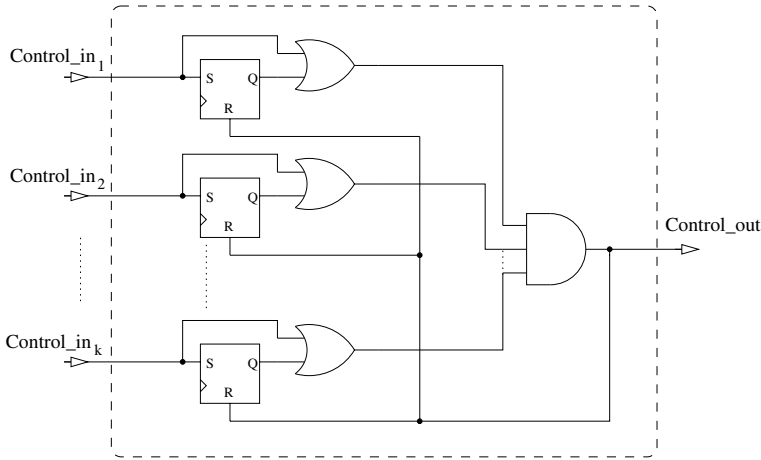 Control_in1
S Q
R
Control_in2
S Q
R
Control_out
Control_ink
S Q
R